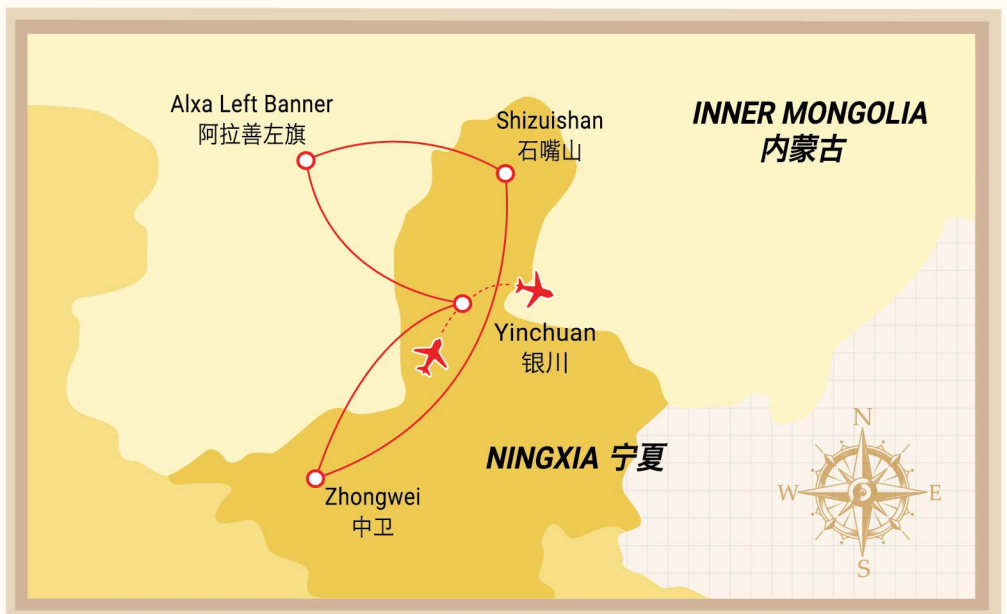 Alxa Left Banner
阿拉善左旗
Shizuishan
石嘴山
INNER MONGOLIA
内蒙古
Yinchuan
银川
NINGXIA 宁夏
Zhongwei
中卫
N
W
E
S